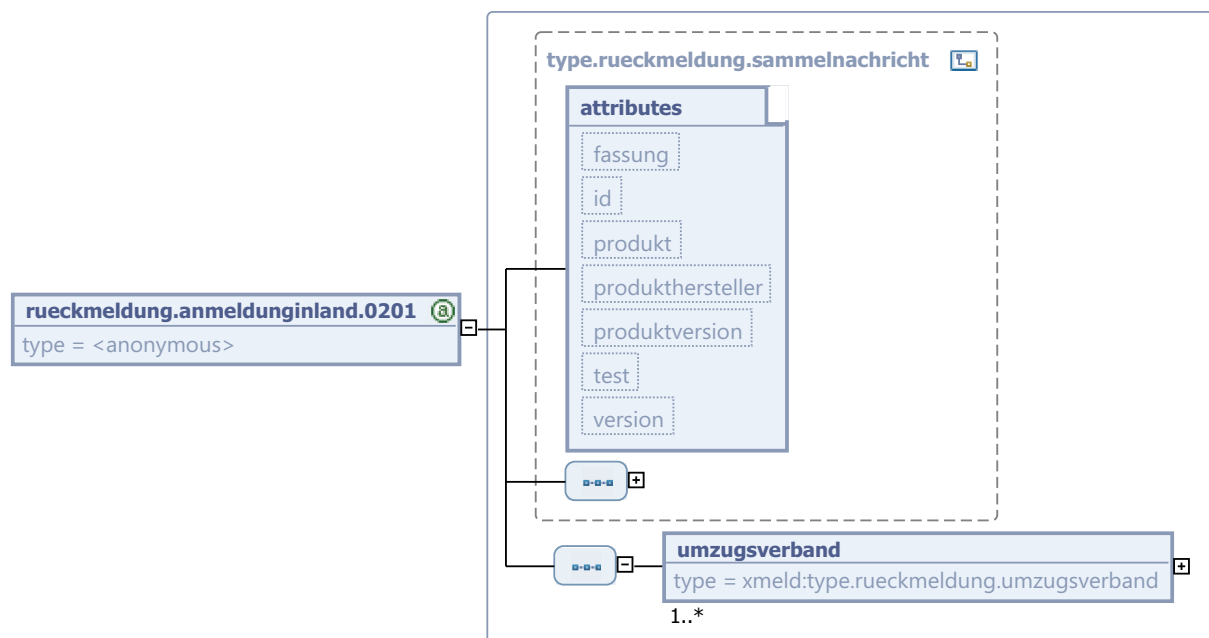 type.rueckmeldung.sammelnachricht
attributes
fassung
id
produkt
produkthersteller
produktversion
test
version
rueckmeldung.anmeldunginland.0201 @
type = <anonymous>
umzugsverband
type = xmeld:type.rueckmeldung.umzugsverband
1..*